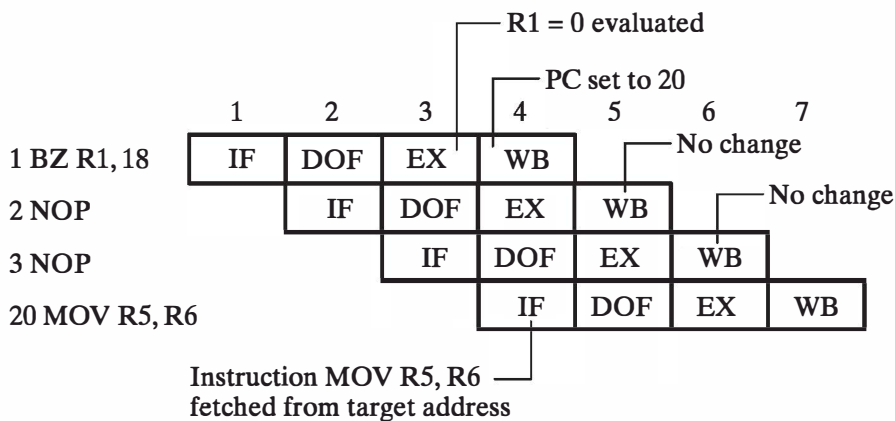 R1 = 0 evaluated
PC set to 20
1 2 3 4 5 6 7
No change
1 BZ R1, 18 IF DOF EX WB
No change
2 NOP IF DOF EX WB
3 NOP IF DOF EX WB
20 MOV R5, R6 IF DOF EX WB
Instruction MOV R5, R6
fetched from target address